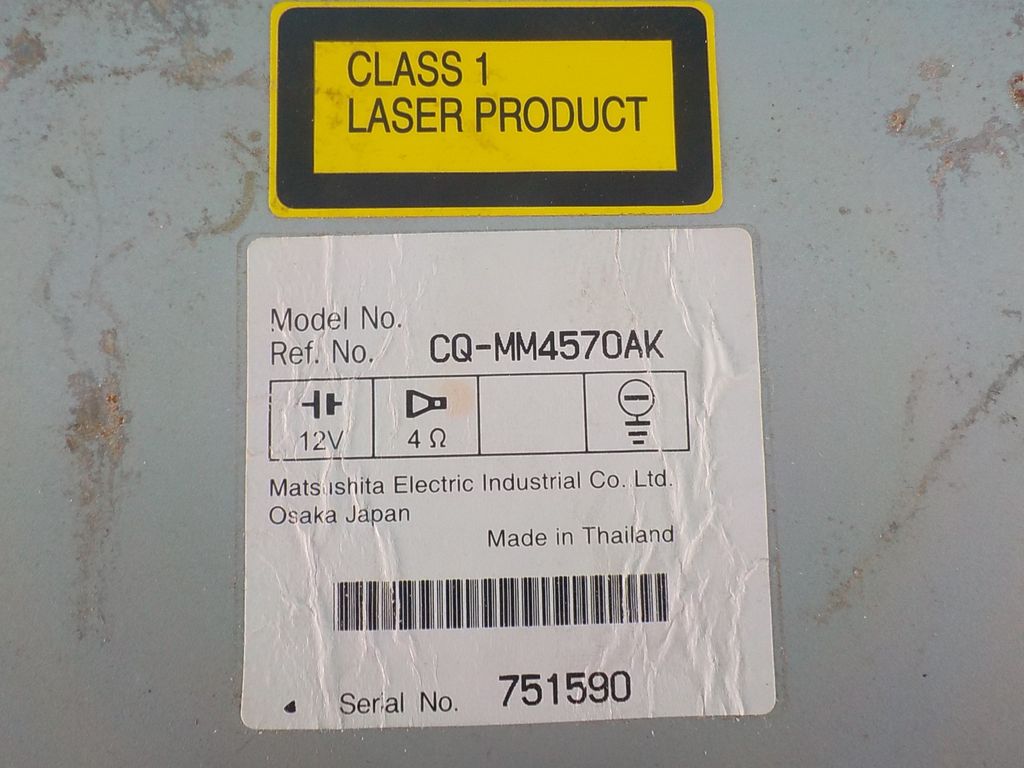 CLASS 1
LASER PRODUCT
Model No.
Ref. No. CQ-MM4570AK
12V 4 Ω
Matsushita Electric Industrial Co. Ltd.
Osaka Japan
Made in Thailand
Serial No. 751590